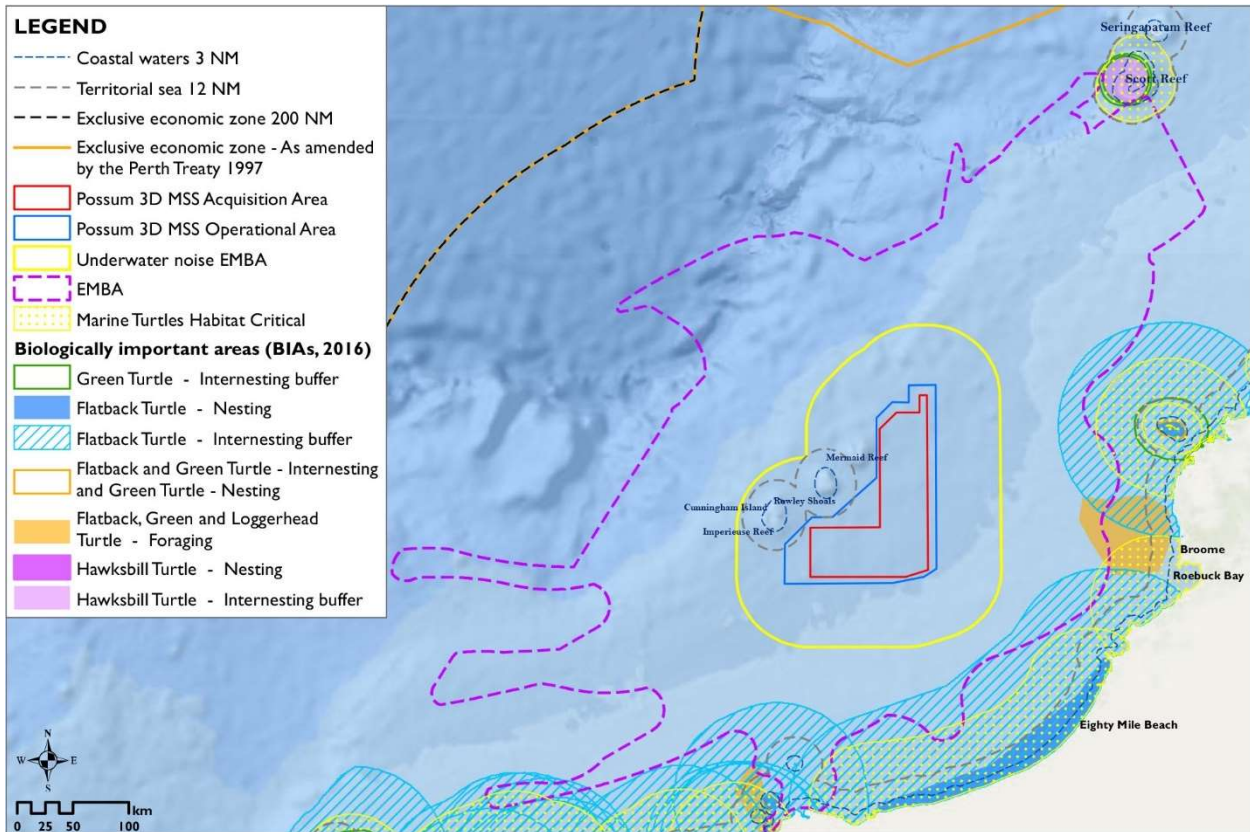 LEGEND
Coastal waters 3 NM
Territorial sea 12 NM
Exclusive economic zone 200 NM
Exclusive economic zone - As amended
by the Perth Treaty 1997
Possum 3D MSS Acquisition Area
Possum 3D MSS Operational Area
Underwater noise EMBA
EMBA
Marine Turtles Habitat Critical
Biologically important areas (BIAs, 2016)
Green Turtle - Internesting buffer
Flatback Turtle - Nesting
Flatback Turtle - Internesting buffer
Flatback and Green Turtle - Internesting
and Green Turtle - Nesting
Flatback, Green and Loggerhead
Turtle - Foraging
Hawksbill Turtle - Nesting
Hawksbill Turtle - Internesting buffer
Seringapatam Reef
Scott Reef
Mermaid Reef
Rowley Shoals
Cunningham Island
Imperieuse Reef
Broome
Roebuck Bay
Eighty Mile Beach
N
W E
S
km
0 25 50 100